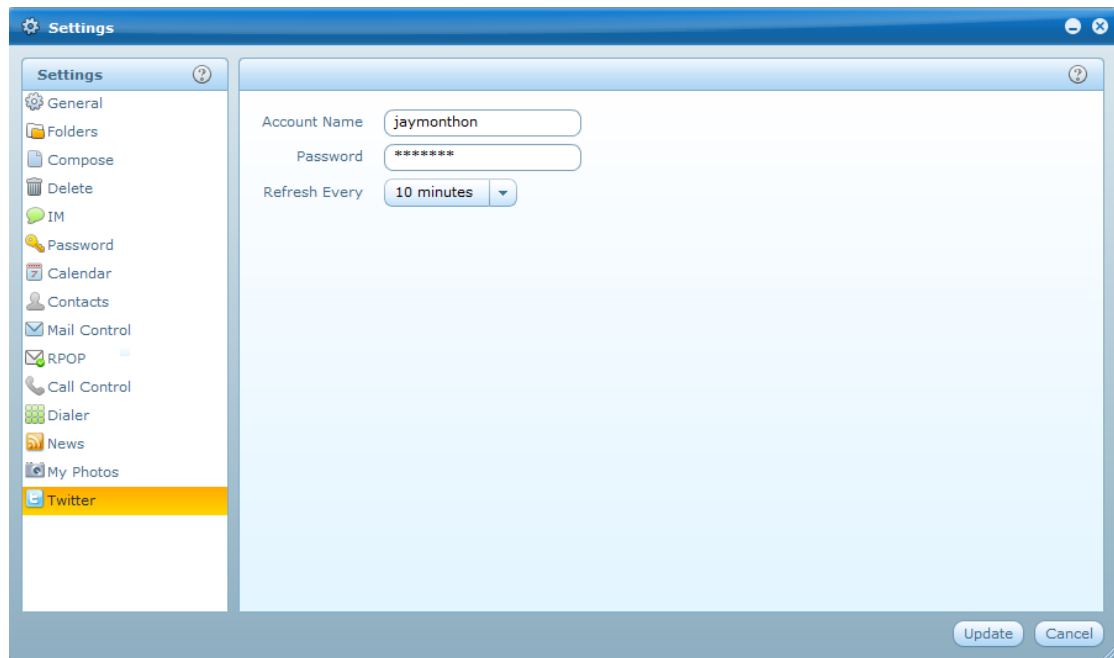 Settings
Settings
General
Folders
Compose
Delete
IM
Password
Calendar
Contacts
Mail Control
RPOP
Call Control
Dialer
News
My Photos
Twitter
Account Name jaymonthon
Password *******
Refresh Every 10 minutes
Update Cancel